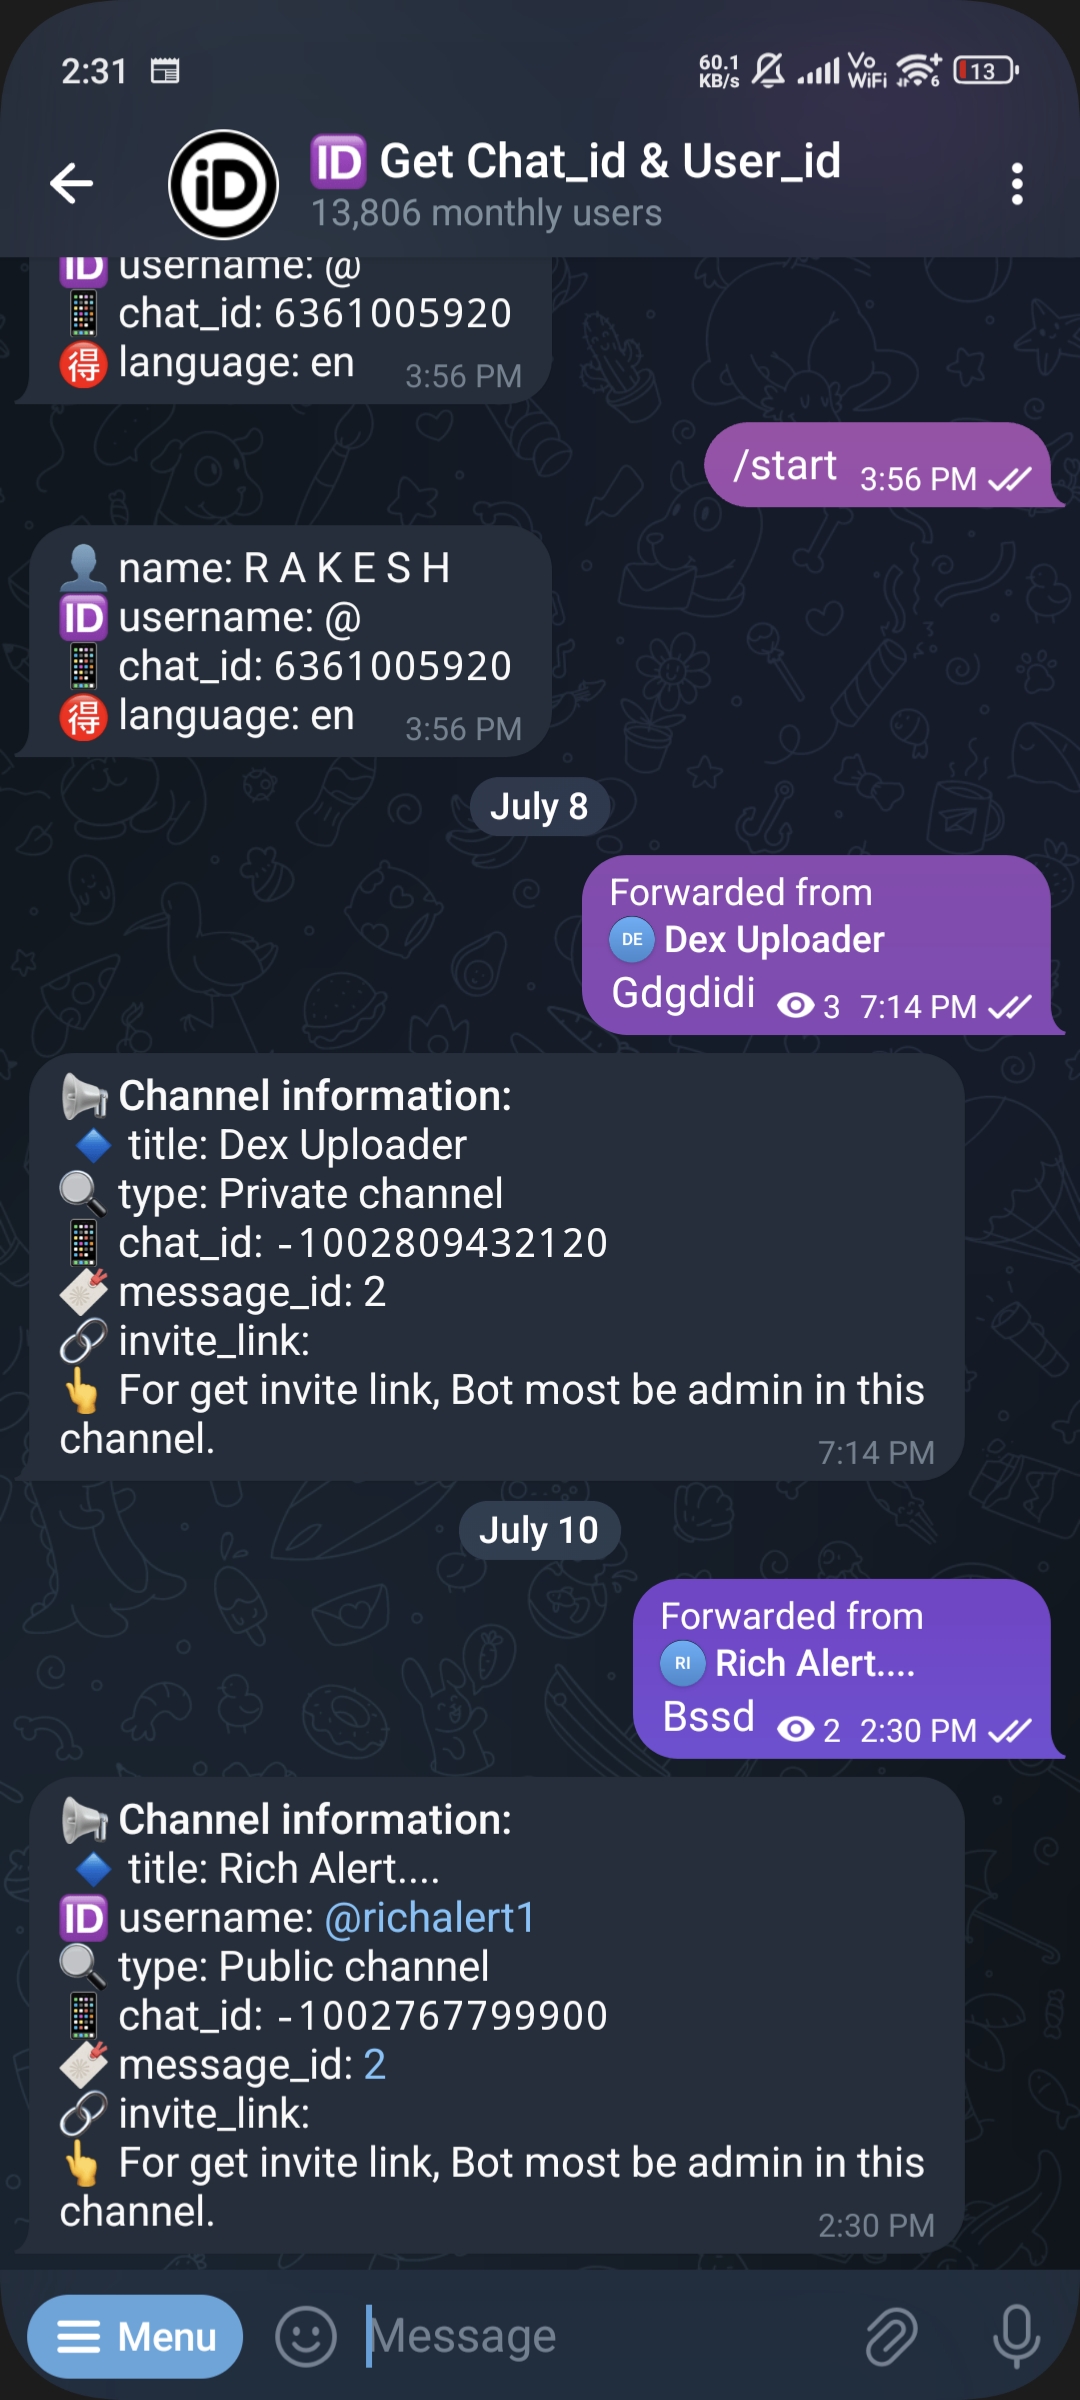 2:31
60.1 KB/s
Vo WiFi
6
13
iD
🆔 Get Chat_id & User_id
13,806 monthly users
🆔 username: @
📱 chat_id: 6361005920
🉐 language: en 3:56 PM
/start 3:56 PM
👤 name: R A K E S H
🆔 username: @
📱 chat_id: 6361005920
🉐 language: en 3:56 PM
July 8
Forwarded from
DE Dex Uploader
Gdgdidi 3 7:14 PM
📢 Channel information:
🔹 title: Dex Uploader
🔍 type: Private channel
📱 chat_id: -1002809432120
🏷 message_id: 2
🔗 invite_link:
👆 For get invite link, Bot most be admin in this
channel. 7:14 PM
July 10
Forwarded from
RI Rich Alert....
Bssd 2 2:30 PM
📢 Channel information:
🔹 title: Rich Alert....
🆔 username: @richalert1
🔍 type: Public channel
📱 chat_id: -1002767799900
🏷 message_id: 2
🔗 invite_link:
👆 For get invite link, Bot most be admin in this
channel. 2:30 PM
Menu
Message